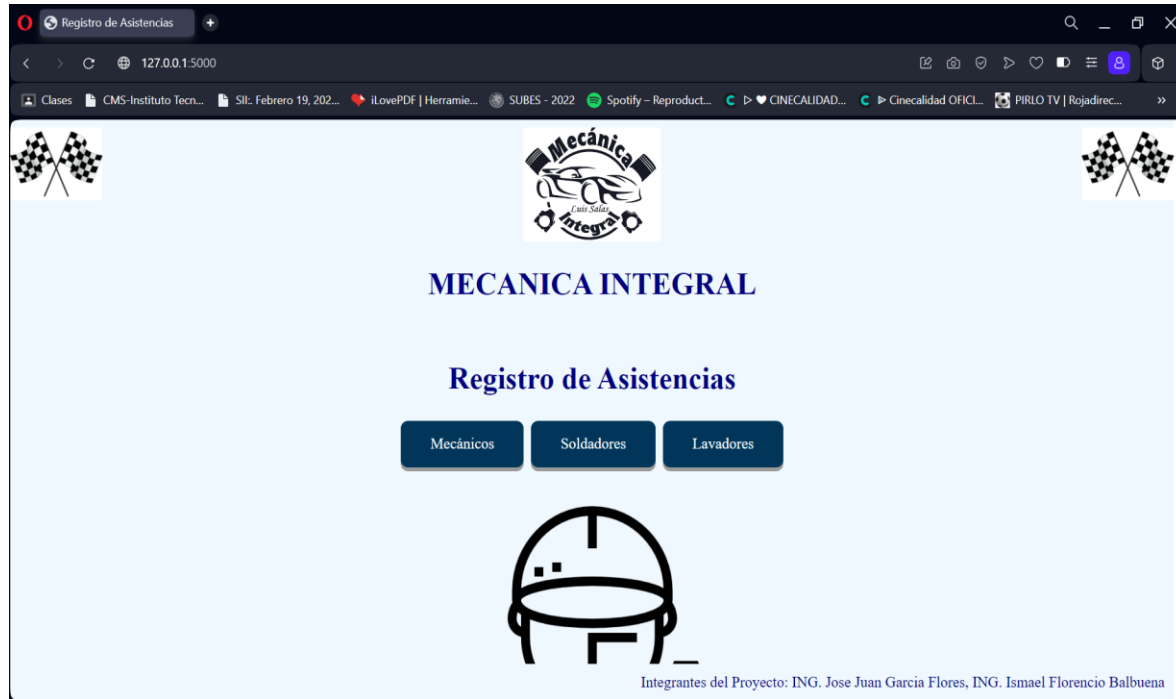 Registro de Asistencias
127.0.0.1:5000
Clases CMS-Instituto Tecn... SII:. Febrero 19, 202... iLovePDF | Herramie... SUBES - 2022 Spotify – Reproduct... C ▷ ♥ CINECALIDAD... C ▷ Cinecalidad OFICI... PIRLO TV | Rojadirec... »
Mecánica
Luis Salas
Integral
MECANICA INTEGRAL
Registro de Asistencias
Mecánicos Soldadores Lavadores
Integrantes del Proyecto: ING. Jose Juan Garcia Flores, ING. Ismael Florencio Balbuena